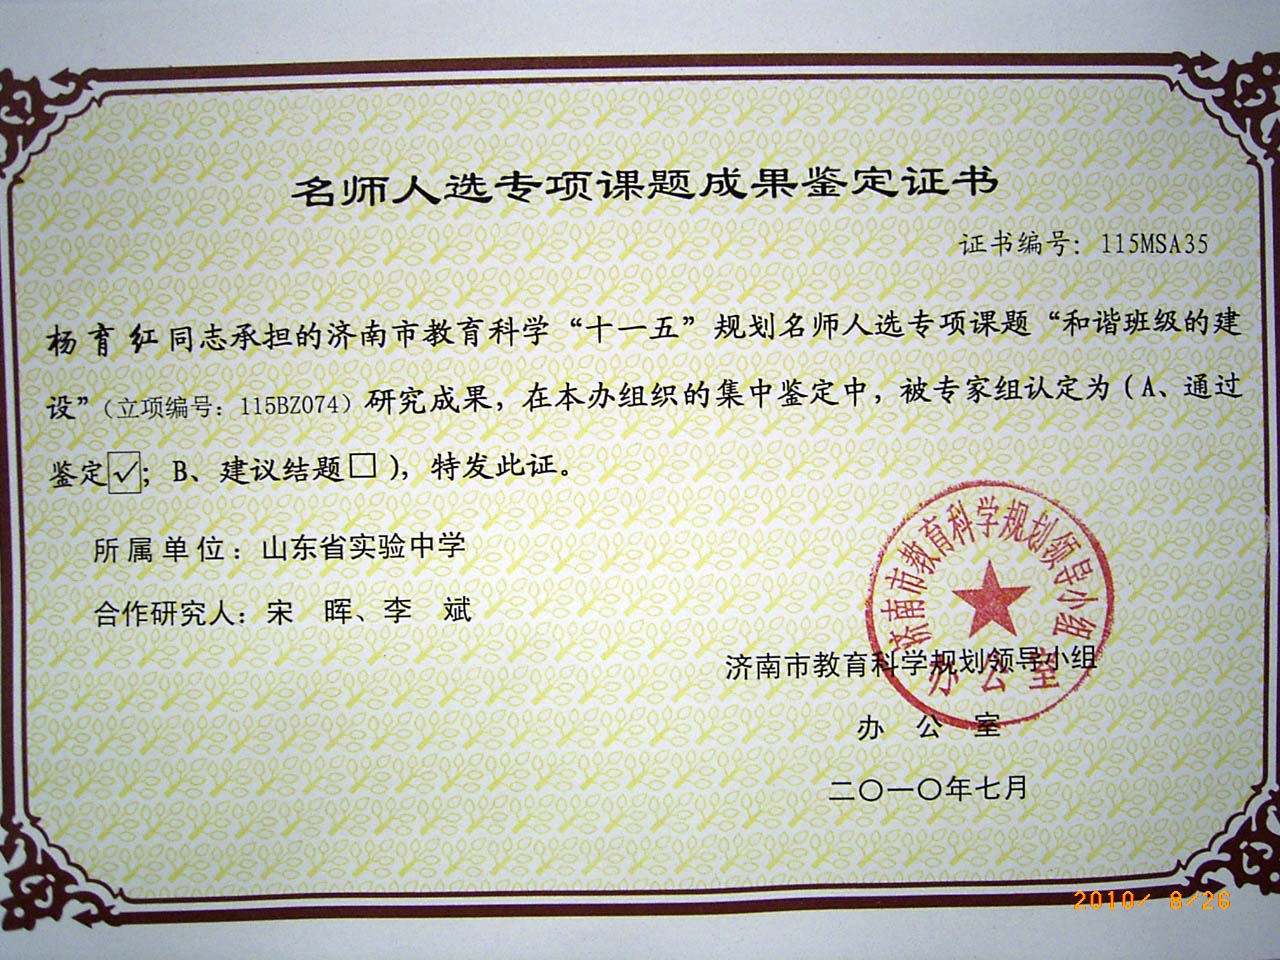 名师人选专项课题成果鉴定证书
证书编号：115MSA35
杨育红同志承担的济南市教育科学“十一五”规划名师人选专项课题“和谐班级的建
设”（立项编号：115BZ074）研究成果，在本办组织的集中鉴定中，被专家组认定为（A、通过
鉴定☑；B、建议结题□），特发此证。
所属单位：山东省实验中学
合作研究人：宋　晖、李　斌
济南市教育科学规划领导小组
办公室
济南市教育科学规划领导小组
办　公　室
二〇一〇年七月
2010/ 8/26